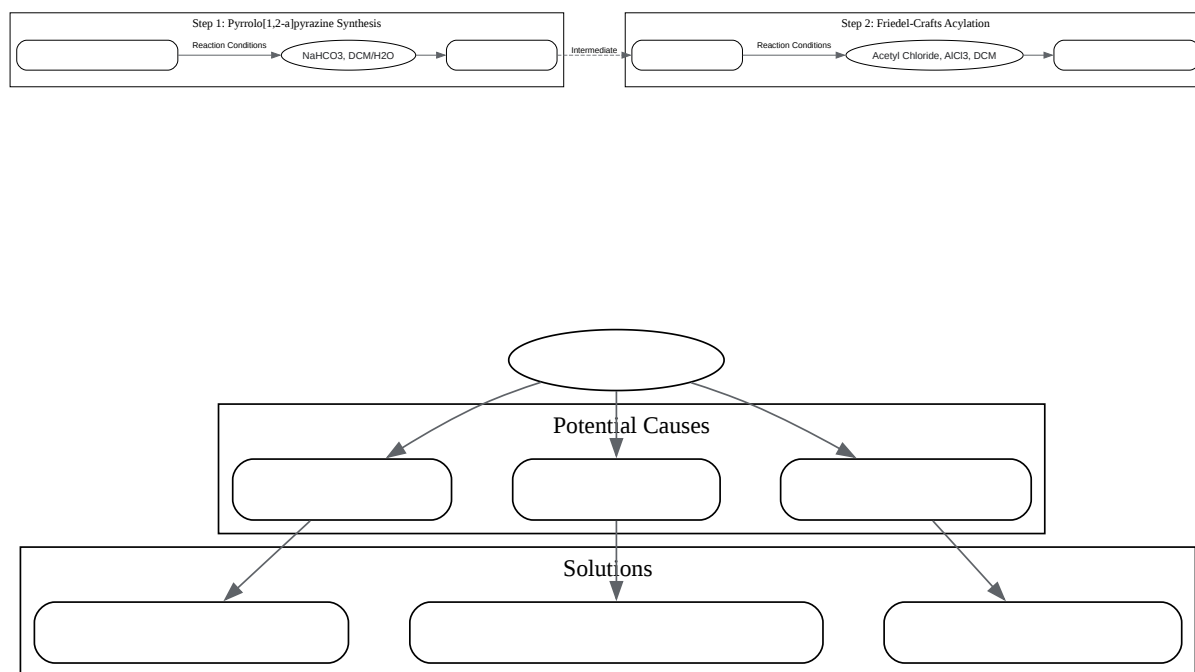 Step 1: Pyrrolo[1,2-a]pyrazine Synthesis
Reaction Conditions
NaHCO3, DCM/H2O
Intermediate
Step 2: Friedel-Crafts Acylation
Reaction Conditions
Acetyl Chloride, AlCl3, DCM
Potential Causes
Solutions